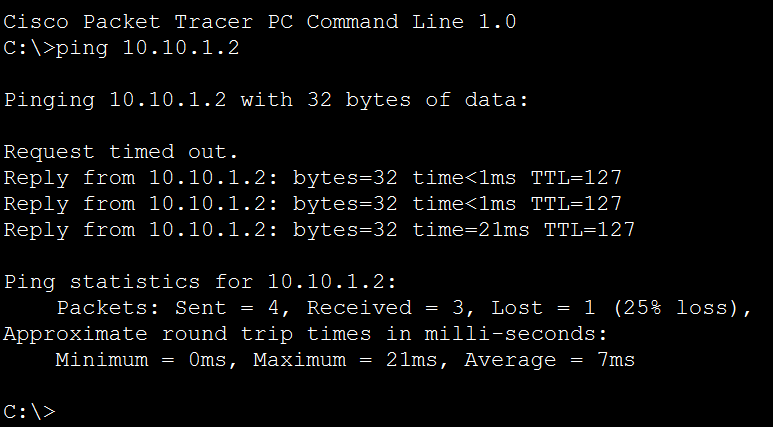 Cisco Packet Tracer PC Command Line 1.0
C:\>ping 10.10.1.2
Pinging 10.10.1.2 with 32 bytes of data:
Request timed out.
Reply from 10.10.1.2: bytes=32 time<1ms TTL=127
Reply from 10.10.1.2: bytes=32 time<1ms TTL=127
Reply from 10.10.1.2: bytes=32 time=21ms TTL=127
Ping statistics for 10.10.1.2:
    Packets: Sent = 4, Received = 3, Lost = 1 (25% loss),
Approximate round trip times in milli-seconds:
    Minimum = 0ms, Maximum = 21ms, Average = 7ms
C:\>